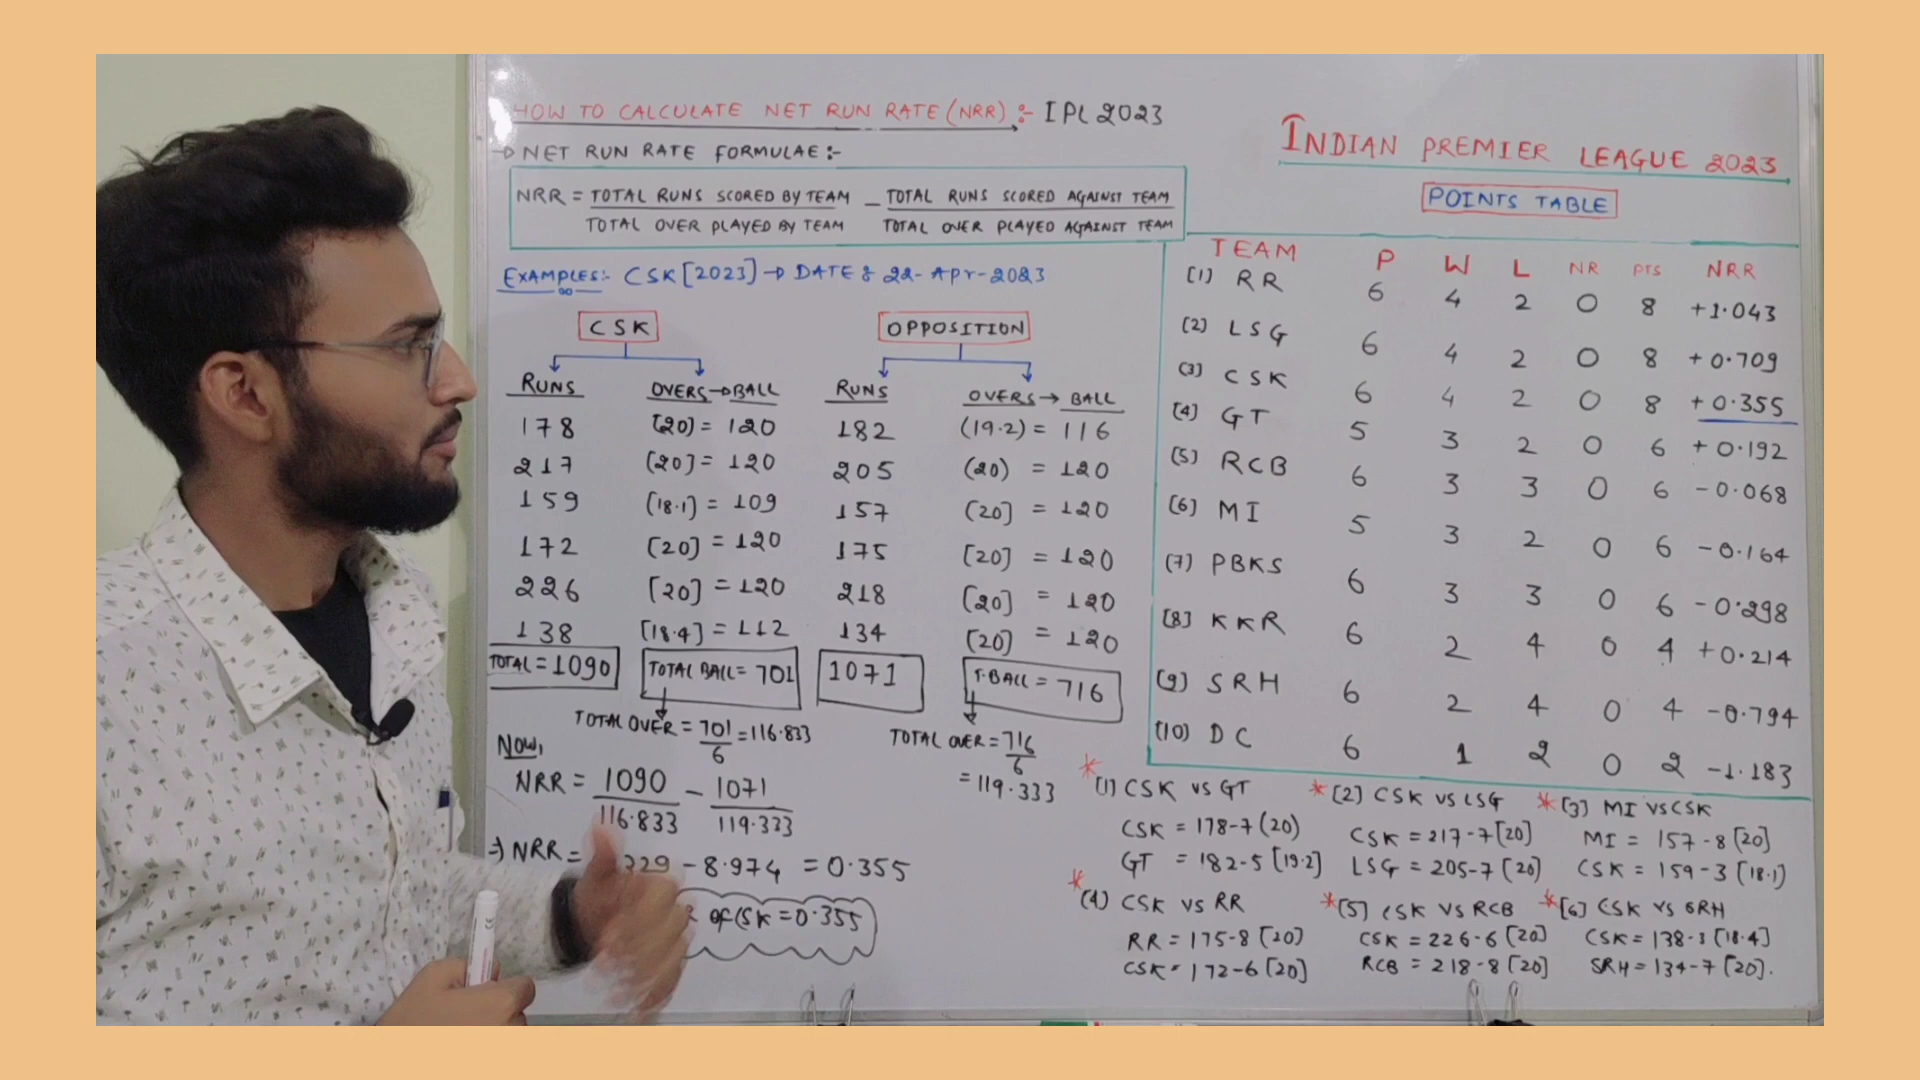 HOW TO CALCULATE NET RUN RATE (NRR) :- IPL 2023
→ NET RUN RATE FORMULAE :-
NRR = TOTAL RUNS SCORED BY TEAM - TOTAL RUNS SCORED AGAINST TEAM
TOTAL OVER PLAYED BY TEAM TOTAL OVER PLAYED AGAINST TEAM
EXAMPLES:- CSK [2023] → DATE : 22-Apr-2023
CSK OPPOSITION
RUNS OVERS → BALL RUNS OVERS → BALL
178 [20] = 120 182 (19.2) = 116
217 [20] = 120 205 (20) = 120
159 [18.1] = 109 157 [20] = 120
172 [20] = 120 175 [20] = 120
226 [20] = 120 218 [20] = 120
138 [18.4] = 112 134 [20] = 120
TOTAL = 1090 TOTAL BALL = 701 1071 T.BALL = 716
TOTAL OVER = 701/6 = 116.833 TOTAL OVER = 716/6
= 119.333
NOW,
NRR = 1090/116.833 - 1071/119.333
⇒ NRR = 329 - 8.974 = 0.355
OF CSK = 0.355
INDIAN PREMIER LEAGUE 2023
POINTS TABLE
TEAM P W L NR PTS NRR
[1] RR 6 4 2 0 8 +1.043
[2] LSG 6 4 2 0 8 +0.709
[3] CSK 6 4 2 0 8 +0.355
[4] GT 5 3 2 0 6 +0.192
[5] RCB 6 3 3 0 6 -0.068
[6] MI 5 3 2 0 6 -0.164
[7] PBKS 6 3 3 0 6 -0.298
[8] KKR 6 2 4 0 4 +0.214
[9] SRH 6 2 4 0 4 -0.794
[10] DC 6 1 2 0 2 -1.183
* [1] CSK VS GT
CSK = 178-7 (20)
GT = 182-5 [19.2]
* [2] CSK VS LSG
CSK = 217-7 [20]
LSG = 205-7 [20]
* [3] MI VS CSK
MI = 157-8 [20]
CSK = 159-3 [18.1]
* [4] CSK VS RR
RR = 175-8 [20]
CSK = 172-6 [20]
* [5] CSK VS RCB
CSK = 226-6 [20]
RCB = 218-8 [20]
* [6] CSK VS SRH
CSK = 138-3 [18.4]
SRH = 134-7 [20].